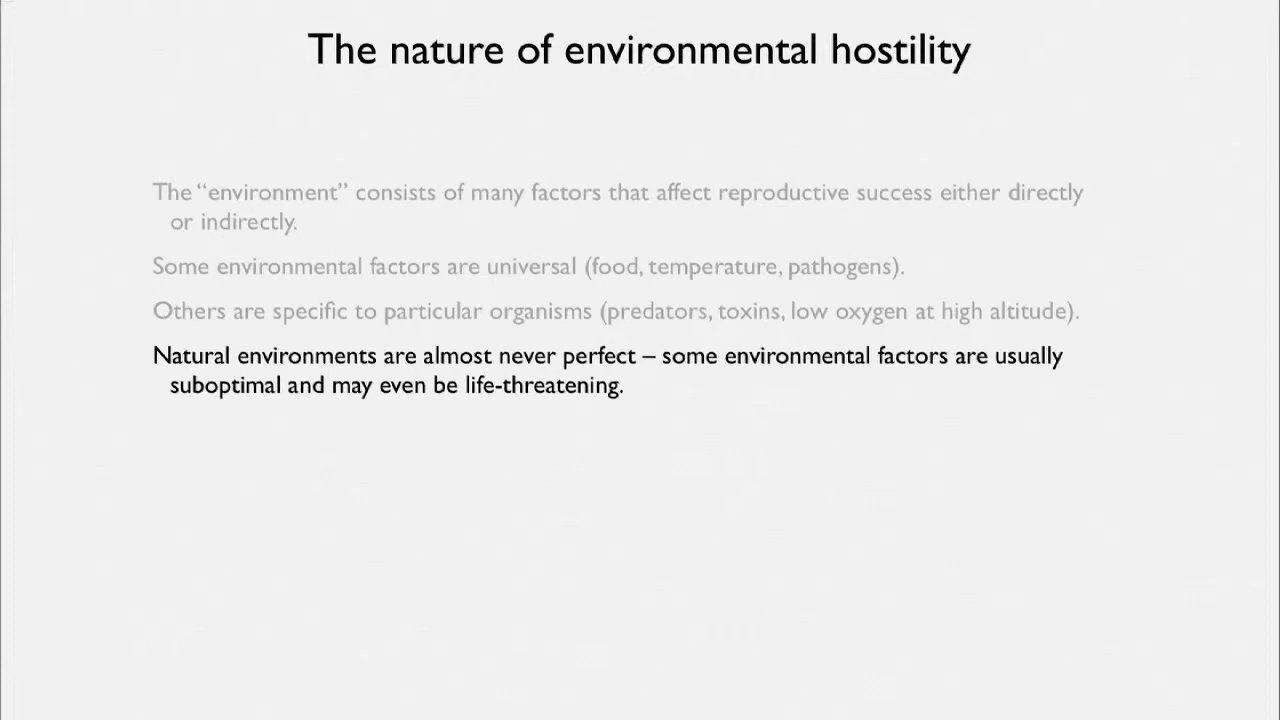 The nature of environmental hostility
The “environment” consists of many factors that affect reproductive success either directly
or indirectly.
Some environmental factors are universal (food, temperature, pathogens).
Others are specific to particular organisms (predators, toxins, low oxygen at high altitude).
Natural environments are almost never perfect – some environmental factors are usually
suboptimal and may even be life-threatening.